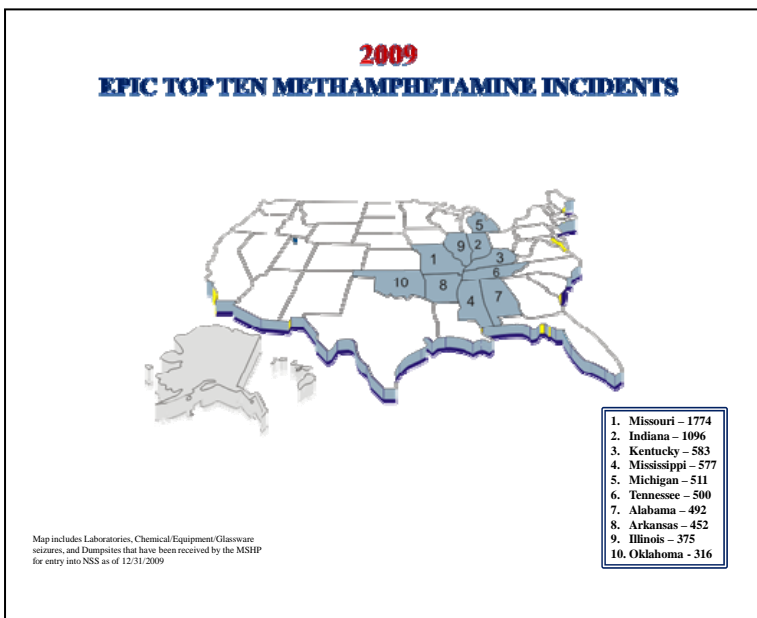 2009
EPIC TOP TEN METHAMPHETAMINE INCIDENTS
5
9 2
1
3
6
10
8
4 7
1. Missouri – 1774
2. Indiana – 1096
3. Kentucky – 583
4. Mississippi – 577
5. Michigan – 511
6. Tennessee – 500
7. Alabama – 492
8. Arkansas – 452
9. Illinois – 375
10. Oklahoma - 316
Map includes Laboratories, Chemical/Equipment/Glassware
seizures, and Dumpsites that have been received by the MSHP
for entry into NSS as of 12/31/2009